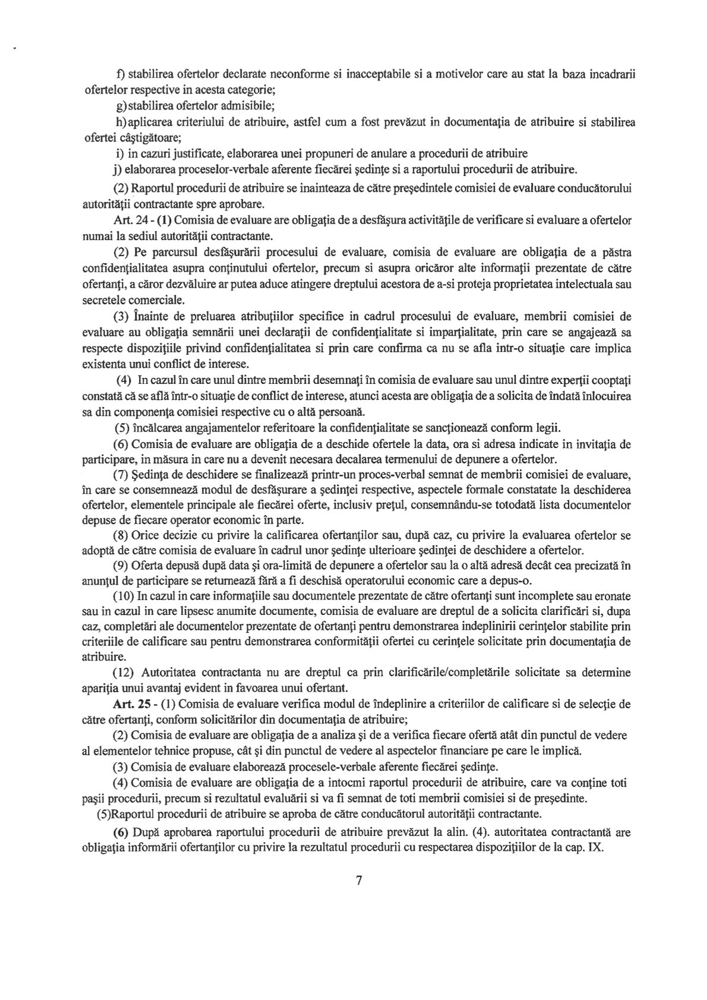 f) stabilirea ofertelor declarate neconforme si inacceptabile si a motivelor care au stat la baza incadrarii
ofertelor respective in acesta categorie;
g) stabilirea ofertelor admisibile;
h) aplicarea criteriului de atribuire, astfel cum a fost prevăzut in documentaţia de atribuire si stabilirea
ofertei câştigătoare;
i) in cazuri justificate, elaborarea unei propuneri de anulare a procedurii de atribuire
j) elaborarea proceselor-verbale aferente fiecărei şedinţe si a raportului procedurii de atribuire.
(2) Raportul procedurii de atribuire se inainteaza de către preşedintele comisiei de evaluare conducătorului
autorităţii contractante spre aprobare.
Art. 24 - (1) Comisia de evaluare are obligaţia de a desfăşura activităţile de verificare si evaluare a ofertelor
numai la sediul autorităţii contractante.
(2) Pe parcursul desfăşurării procesului de evaluare, comisia de evaluare are obligaţia de a păstra
confidenţialitatea asupra conţinutului ofertelor, precum si asupra oricăror alte informaţii prezentate de către
ofertanţi, a căror dezvăluire ar putea aduce atingere dreptului acestora de a-si proteja proprietatea intelectuala sau
secretele comerciale.
(3) Înainte de preluarea atribuţiilor specifice in cadrul procesului de evaluare, membrii comisiei de
evaluare au obligaţia semnării unei declaraţii de confidenţialitate si imparţialitate, prin care se angajează sa
respecte dispoziţiile privind confidenţialitatea si prin care confirma ca nu se afla intr-o situaţie care implica
existenta unui conflict de interese.
(4) In cazul în care unul dintre membrii desemnaţi în comisia de evaluare sau unul dintre experţii cooptaţi
constată că se află într-o situaţie de conflict de interese, atunci acesta are obligaţia de a solicita de îndată înlocuirea
sa din componenţa comisiei respective cu o altă persoană.
(5) încălcarea angajamentelor referitoare la confidenţialitate se sancţionează conform legii.
(6) Comisia de evaluare are obligaţia de a deschide ofertele la data, ora si adresa indicate in invitaţia de
participare, in măsura in care nu a devenit necesara decalarea termenului de depunere a ofertelor.
(7) Şedinţa de deschidere se finalizează printr-un proces-verbal semnat de membrii comisiei de evaluare,
în care se consemnează modul de desfăşurare a şedinţei respective, aspectele formale constatate la deschiderea
ofertelor, elementele principale ale fiecărei oferte, inclusiv preţul, consemnându-se totodată lista documentelor
depuse de fiecare operator economic în parte.
(8) Orice decizie cu privire la calificarea ofertanţilor sau, după caz, cu privire la evaluarea ofertelor se
adoptă de către comisia de evaluare în cadrul unor şedinţe ulterioare şedinţei de deschidere a ofertelor.
(9) Oferta depusă după data şi ora-limită de depunere a ofertelor sau la o altă adresă decât cea precizată în
anunţul de participare se returnează fără a fi deschisă operatorului economic care a depus-o.
(10) In cazul in care informaţiile sau documentele prezentate de către ofertanţi sunt incomplete sau eronate
sau in cazul in care lipsesc anumite documente, comisia de evaluare are dreptul de a solicita clarificări si, dupa
caz, completări ale documentelor prezentate de ofertanţi pentru demonstrarea indeplinirii cerinţelor stabilite prin
criteriile de calificare sau pentru demonstrarea conformităţii ofertei cu cerinţele solicitate prin documentaţia de
atribuire.
(12) Autoritatea contractanta nu are dreptul ca prin clarificările/completările solicitate sa determine
apariţia unui avantaj evident in favoarea unui ofertant.
Art. 25 - (1) Comisia de evaluare verifica modul de îndeplinire a criteriilor de calificare si de selecţie de
către ofertanţi, conform solicitărilor din documentaţia de atribuire;
(2) Comisia de evaluare are obligaţia de a analiza şi de a verifica fiecare ofertă atât din punctul de vedere
al elementelor tehnice propuse, cât şi din punctul de vedere al aspectelor financiare pe care le implică.
(3) Comisia de evaluare elaborează procesele-verbale aferente fiecărei şedinţe.
(4) Comisia de evaluare are obligaţia de a intocmi raportul procedurii de atribuire, care va conţine toti
paşii procedurii, precum si rezultatul evaluării si va fi semnat de toti membrii comisiei si de preşedinte.
(5)Raportul procedurii de atribuire se aproba de către conducătorul autorităţii contractante.
(6) După aprobarea raportului procedurii de atribuire prevăzut la alin. (4). autoritatea contractantă are
obligaţia informării ofertanţilor cu privire la rezultatul procedurii cu respectarea dispoziţiilor de la cap. IX.
7